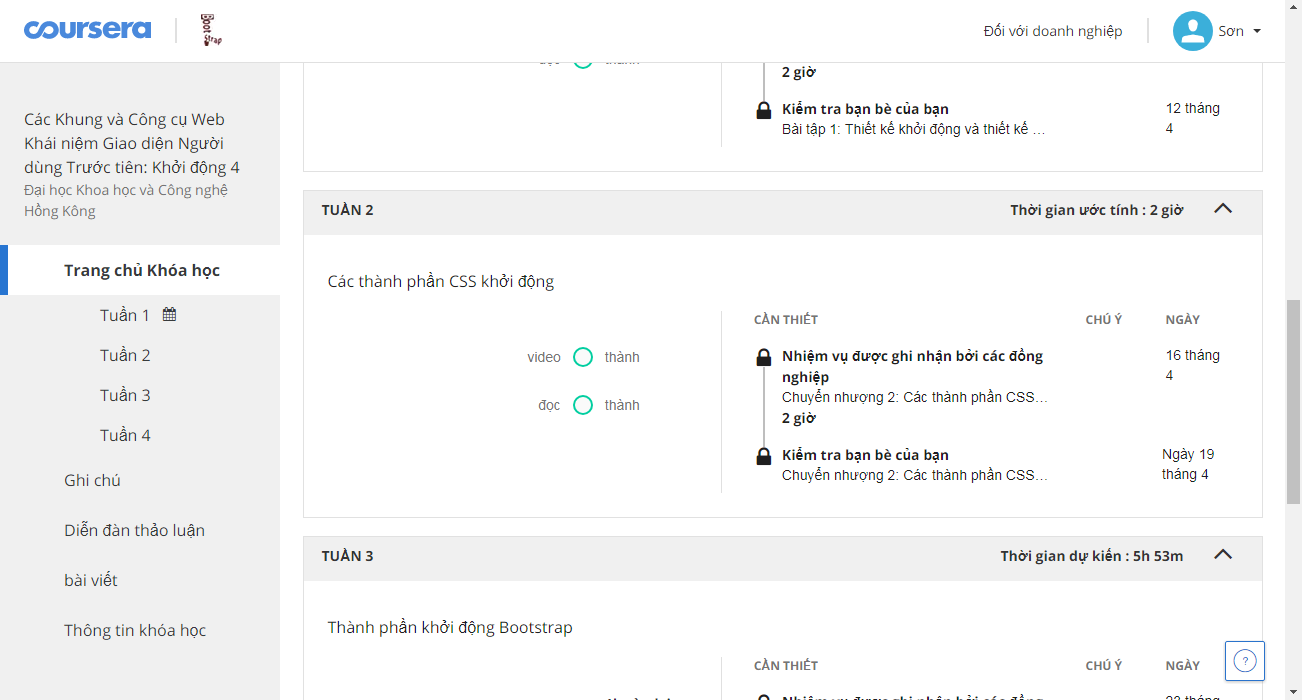 coursera
Boot
strap
Đối với doanh nghiệp
Sơn
Các Khung và Công cụ Web
Khái niệm Giao diện Người
dùng Trước tiên: Khởi động 4
Đại học Khoa học và Công nghệ
Hồng Kông
Trang chủ Khóa học
Tuần 1
Tuần 2
Tuần 3
Tuần 4
Ghi chú
Diễn đàn thảo luận
bài viết
Thông tin khóa học
đọc thành
2 giờ
Kiểm tra bạn bè của bạn
Bài tập 1: Thiết kế khởi động và thiết kế …
12 tháng
4
TUẦN 2
Thời gian ước tính : 2 giờ
Các thành phần CSS khởi động
video thành
đọc thành
CẦN THIẾT CHÚ Ý NGÀY
Nhiệm vụ được ghi nhận bởi các đồng
nghiệp
Chuyển nhượng 2: Các thành phần CSS…
2 giờ
16 tháng
4
Kiểm tra bạn bè của bạn
Chuyển nhượng 2: Các thành phần CSS…
Ngày 19
tháng 4
TUẦN 3
Thời gian dự kiến : 5h 53m
Thành phần khởi động Bootstrap
CẦN THIẾT CHÚ Ý NGÀY
Nhiệm vụ được ghi nhận bởi các đồng
?